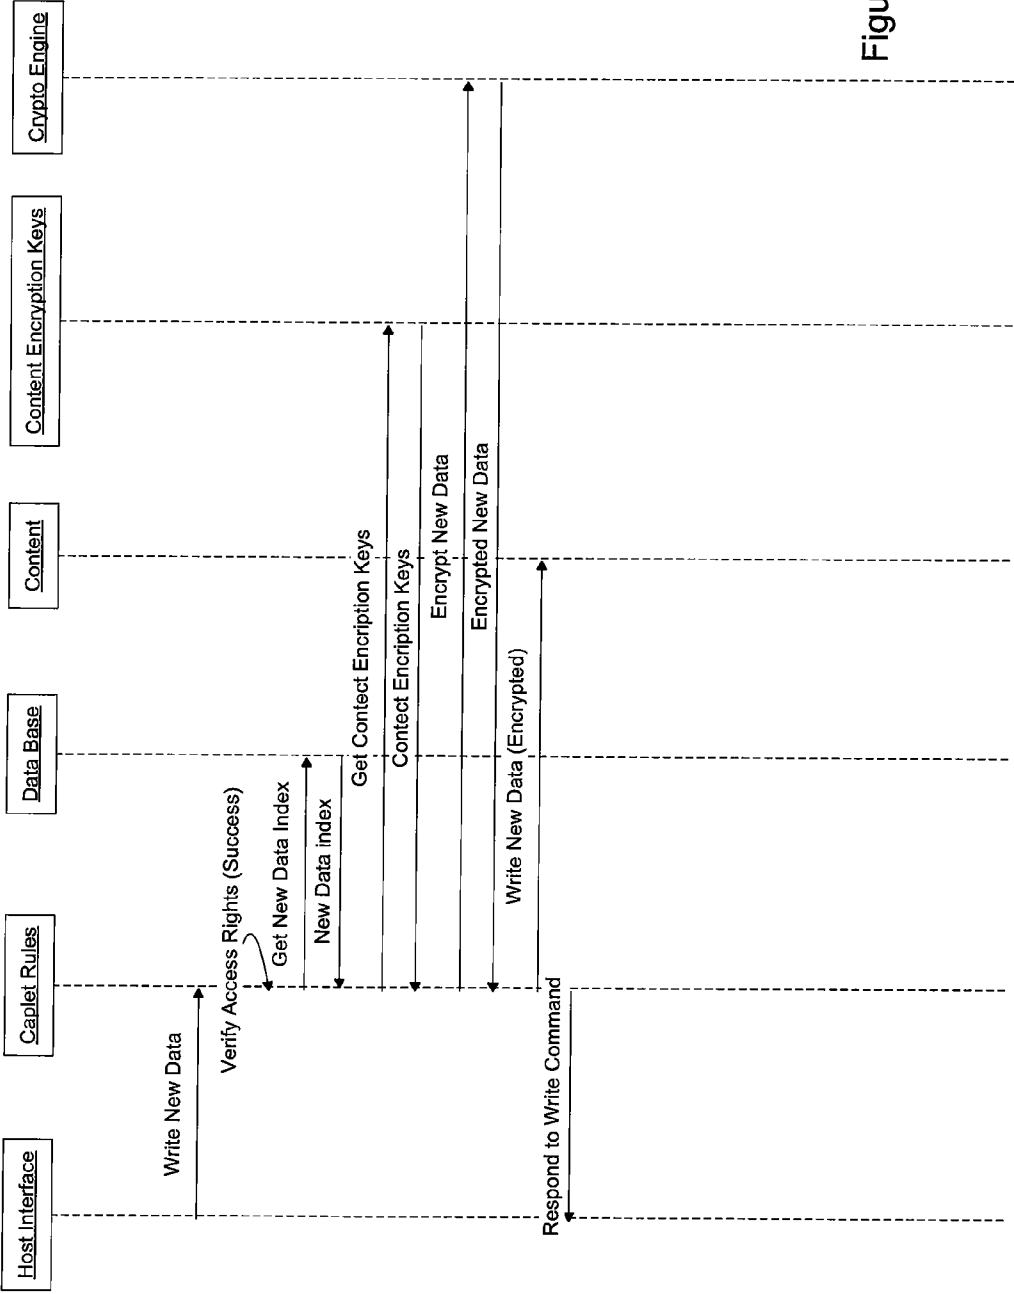 Host Interface
Caplet Rules
Data Base
Content
Content Encryption Keys
Crypto Engine
Write New Data
Verify Access Rights (Success)
Get New Data Index
New Data index
Get Contect Encription Keys
Contect Encription Keys
Encrypt New Data
Encrypted New Data
Write New Data (Encrypted)
Respond to Write Command
Figu